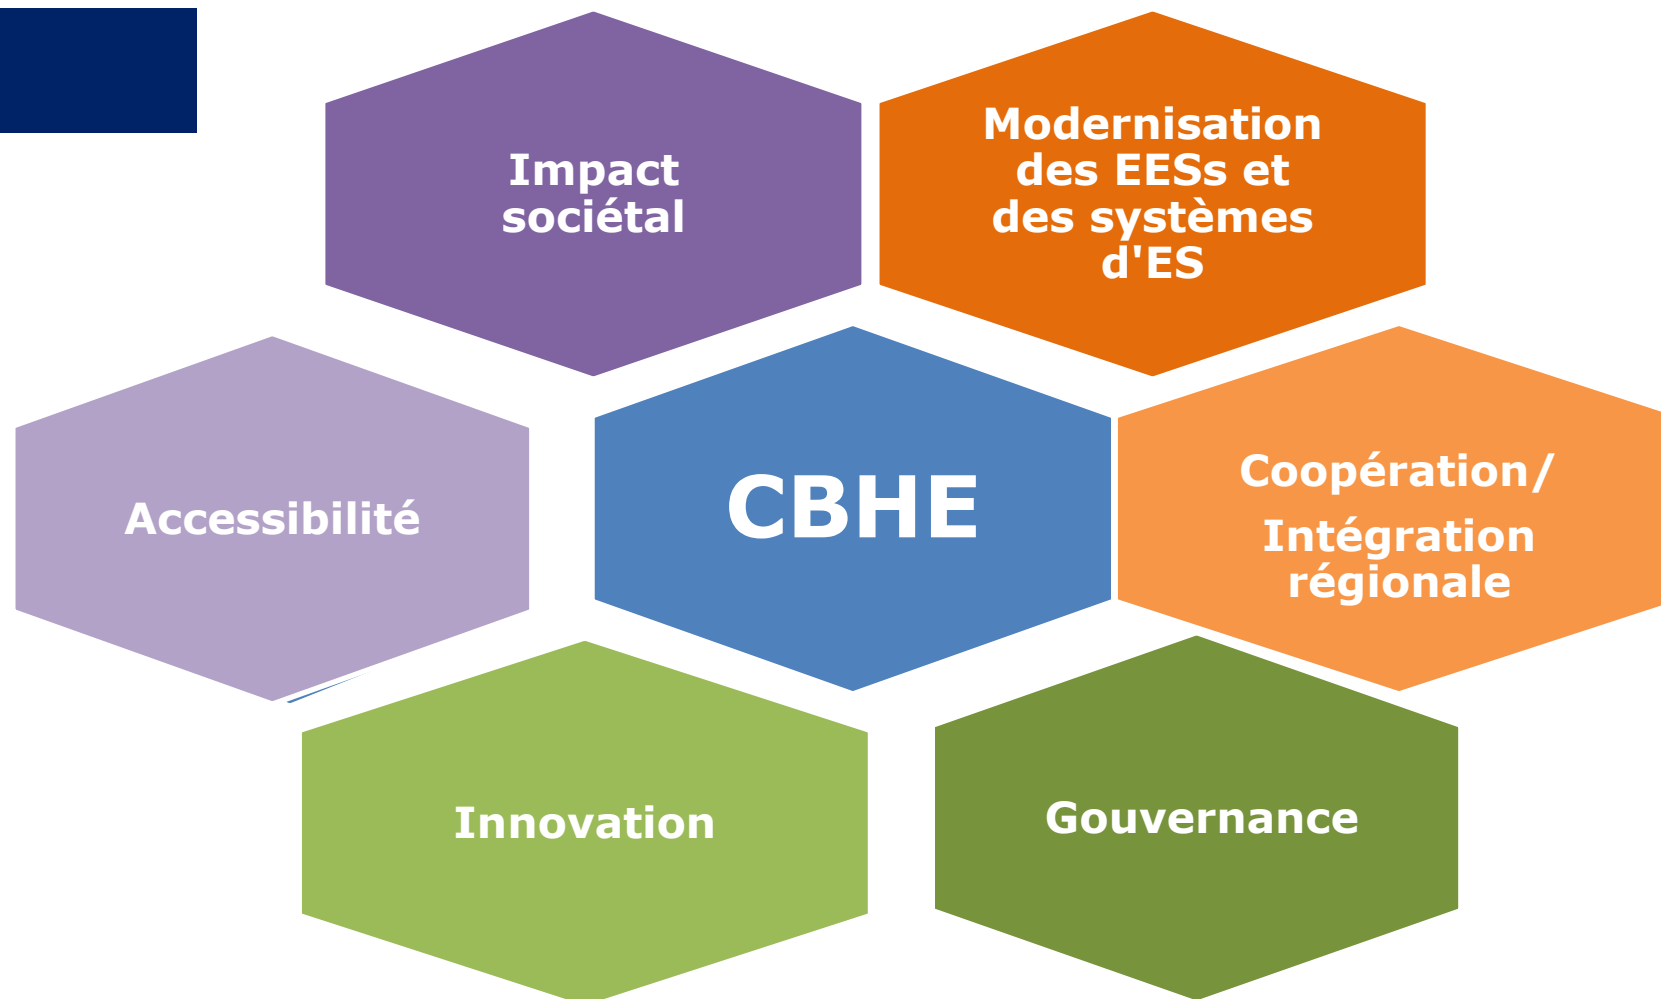 Impact
sociétal
Modernisation
des EESs et
des systèmes
d'ES
Accessibilité
CBHE
Coopération/
Intégration
régionale
Innovation
Gouvernance